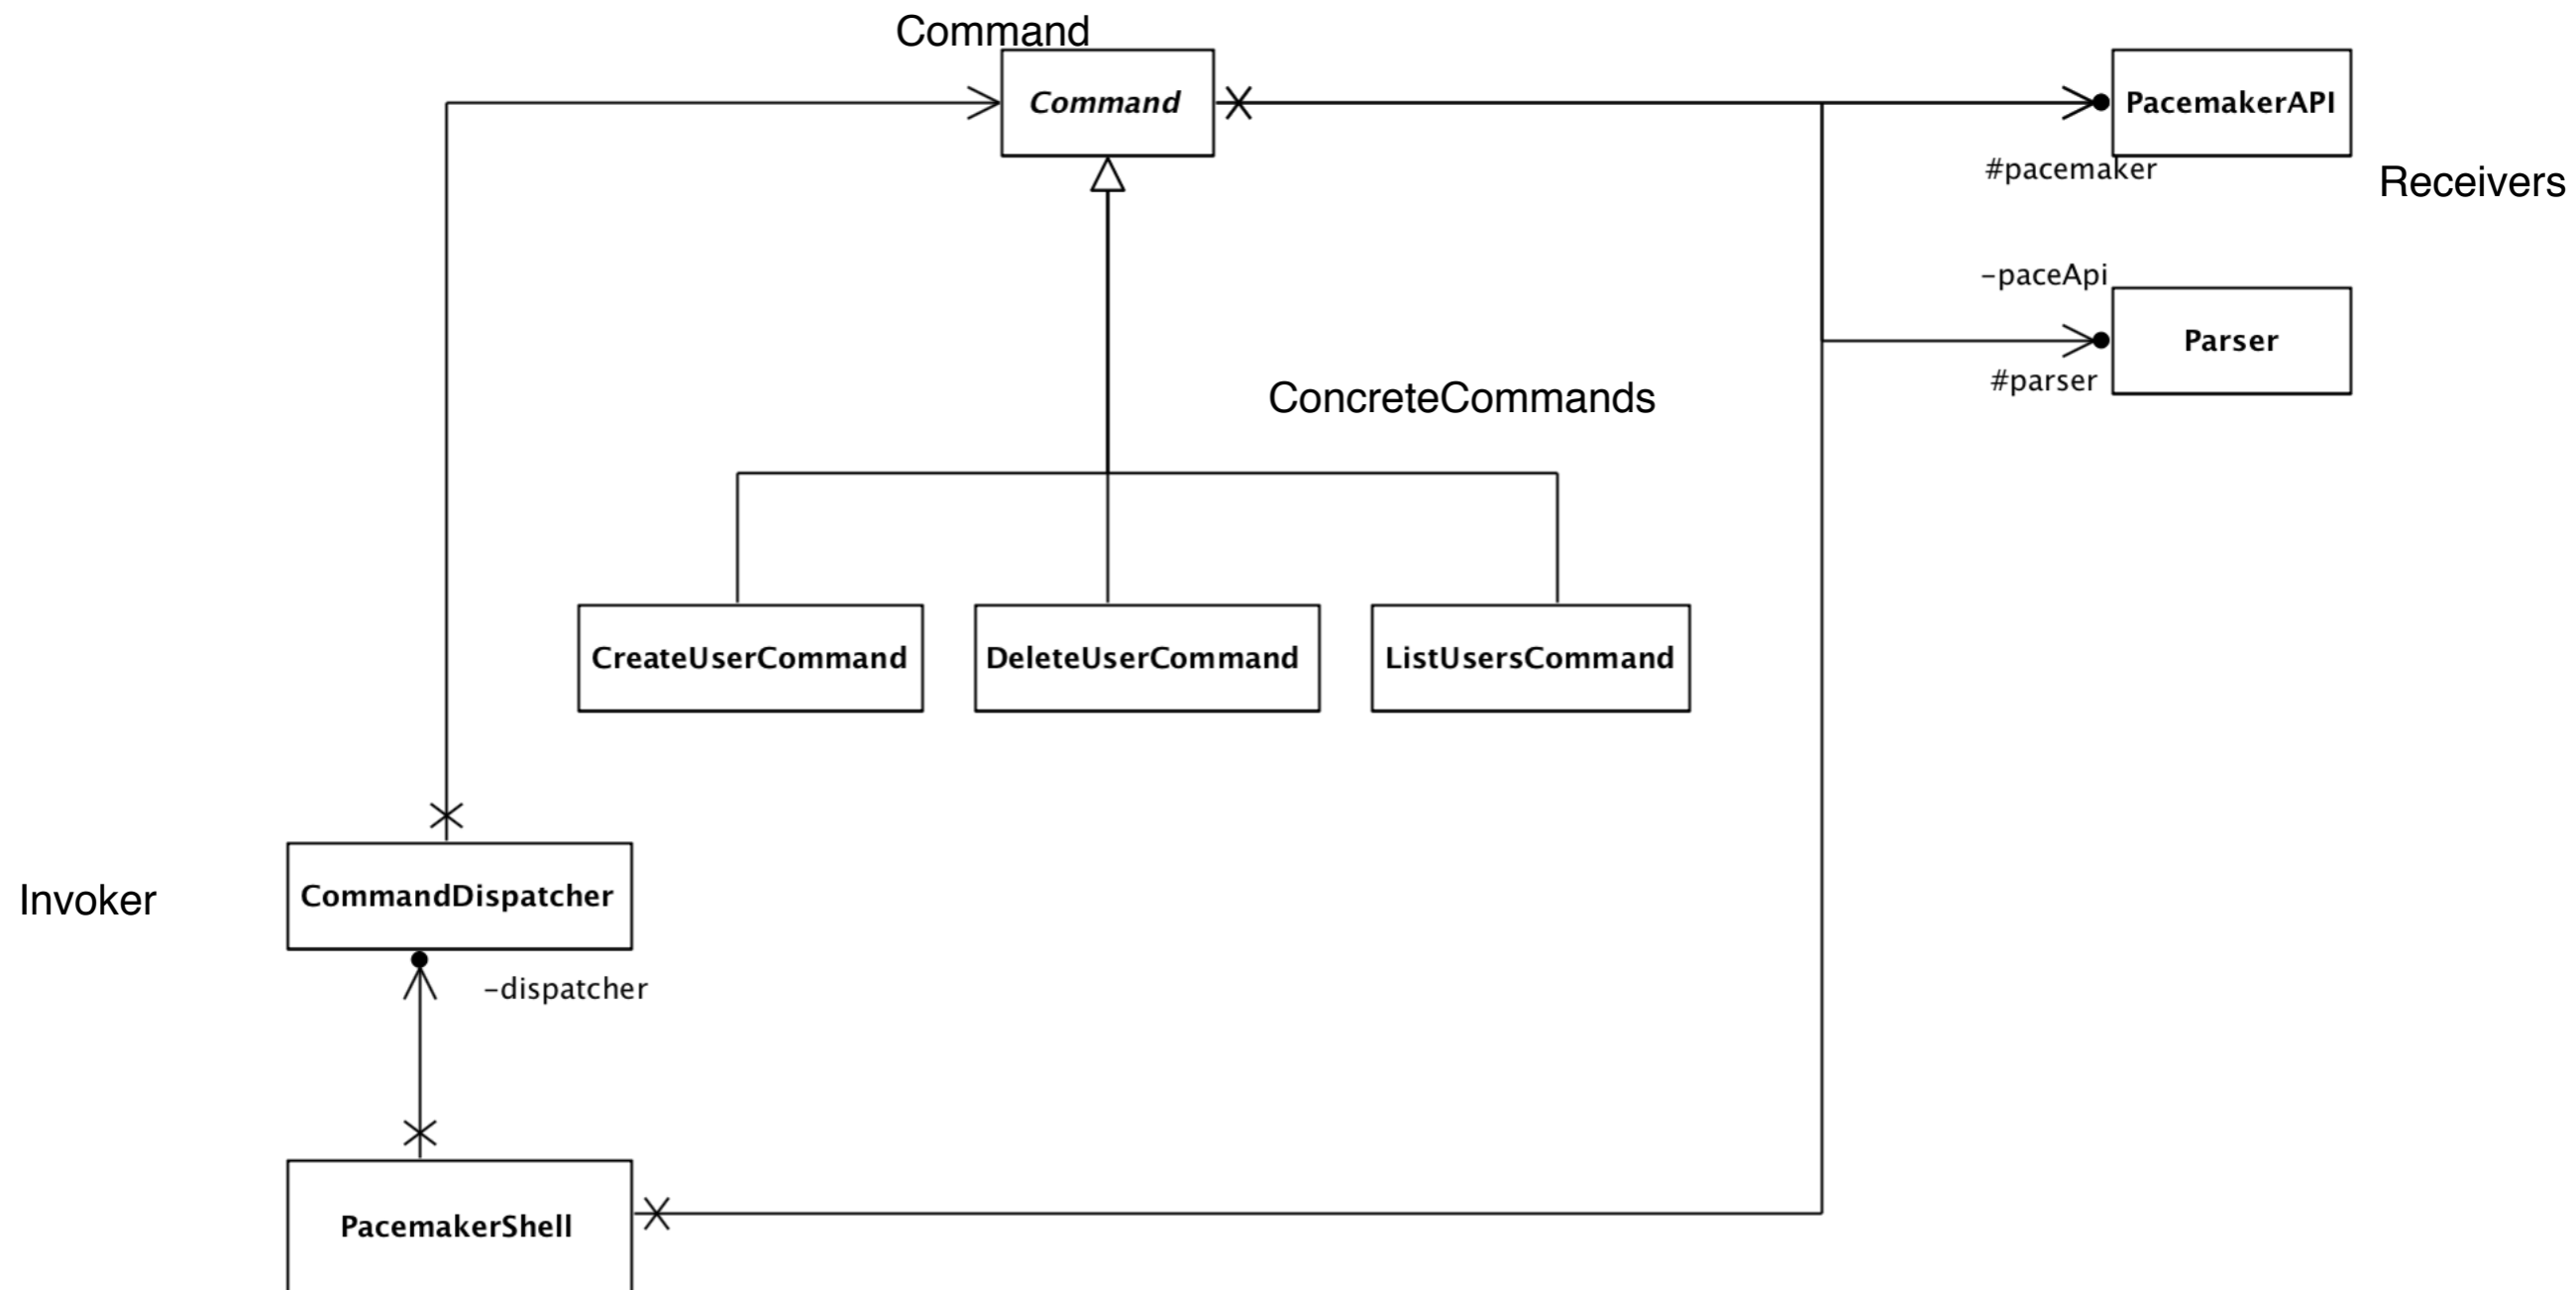 Command
Command
PacemakerAPI
#pacemaker
Receivers
-paceApi
Parser
#parser
ConcreteCommands
CreateUserCommand
DeleteUserCommand
ListUsersCommand
Invoker
CommandDispatcher
-dispatcher
PacemakerShell